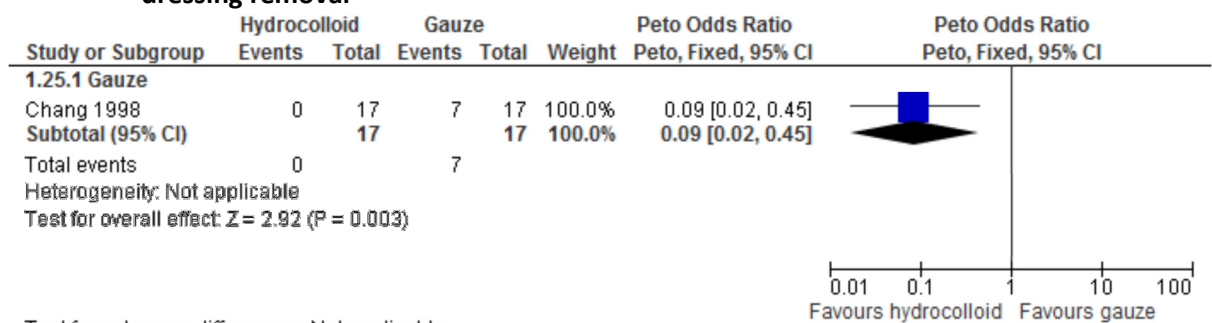 dressing removal
Hydrocolloid Gauze Peto Odds Ratio Peto Odds Ratio
Study or Subgroup Events Total Events Total Weight Peto, Fixed, 95% CI Peto, Fixed, 95% CI
1.25.1 Gauze
Chang 1998 0 17 7 17 100.0% 0.09 [0.02, 0.45]
Subtotal (95% CI) 17 17 100.0% 0.09 [0.02, 0.45]
Total events 0 7
Heterogeneity: Not applicable
Test for overall effect: Z = 2.92 (P = 0.003)
0.01 0.1 1 10 100
Favours hydrocolloid Favours gauze